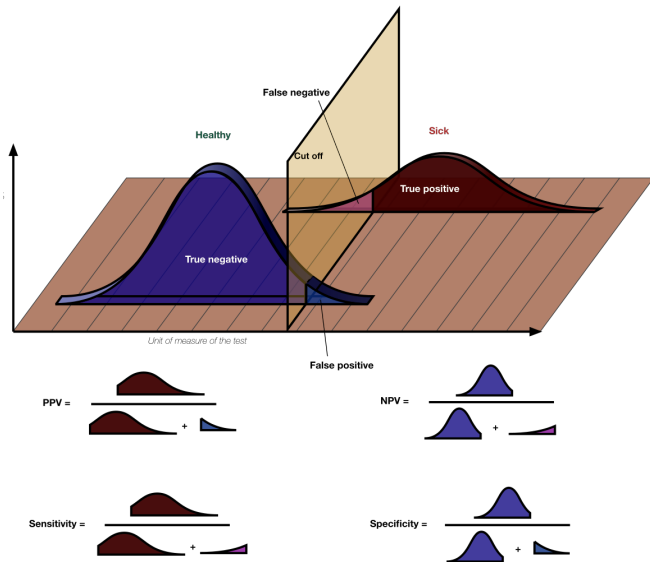 False negative
Healthy
Sick
Cut off
True positive
True negative
Unit of measure of the test
False positive
PPV =
+
NPV =
+
Sensitivity =
+
Specificity =
+